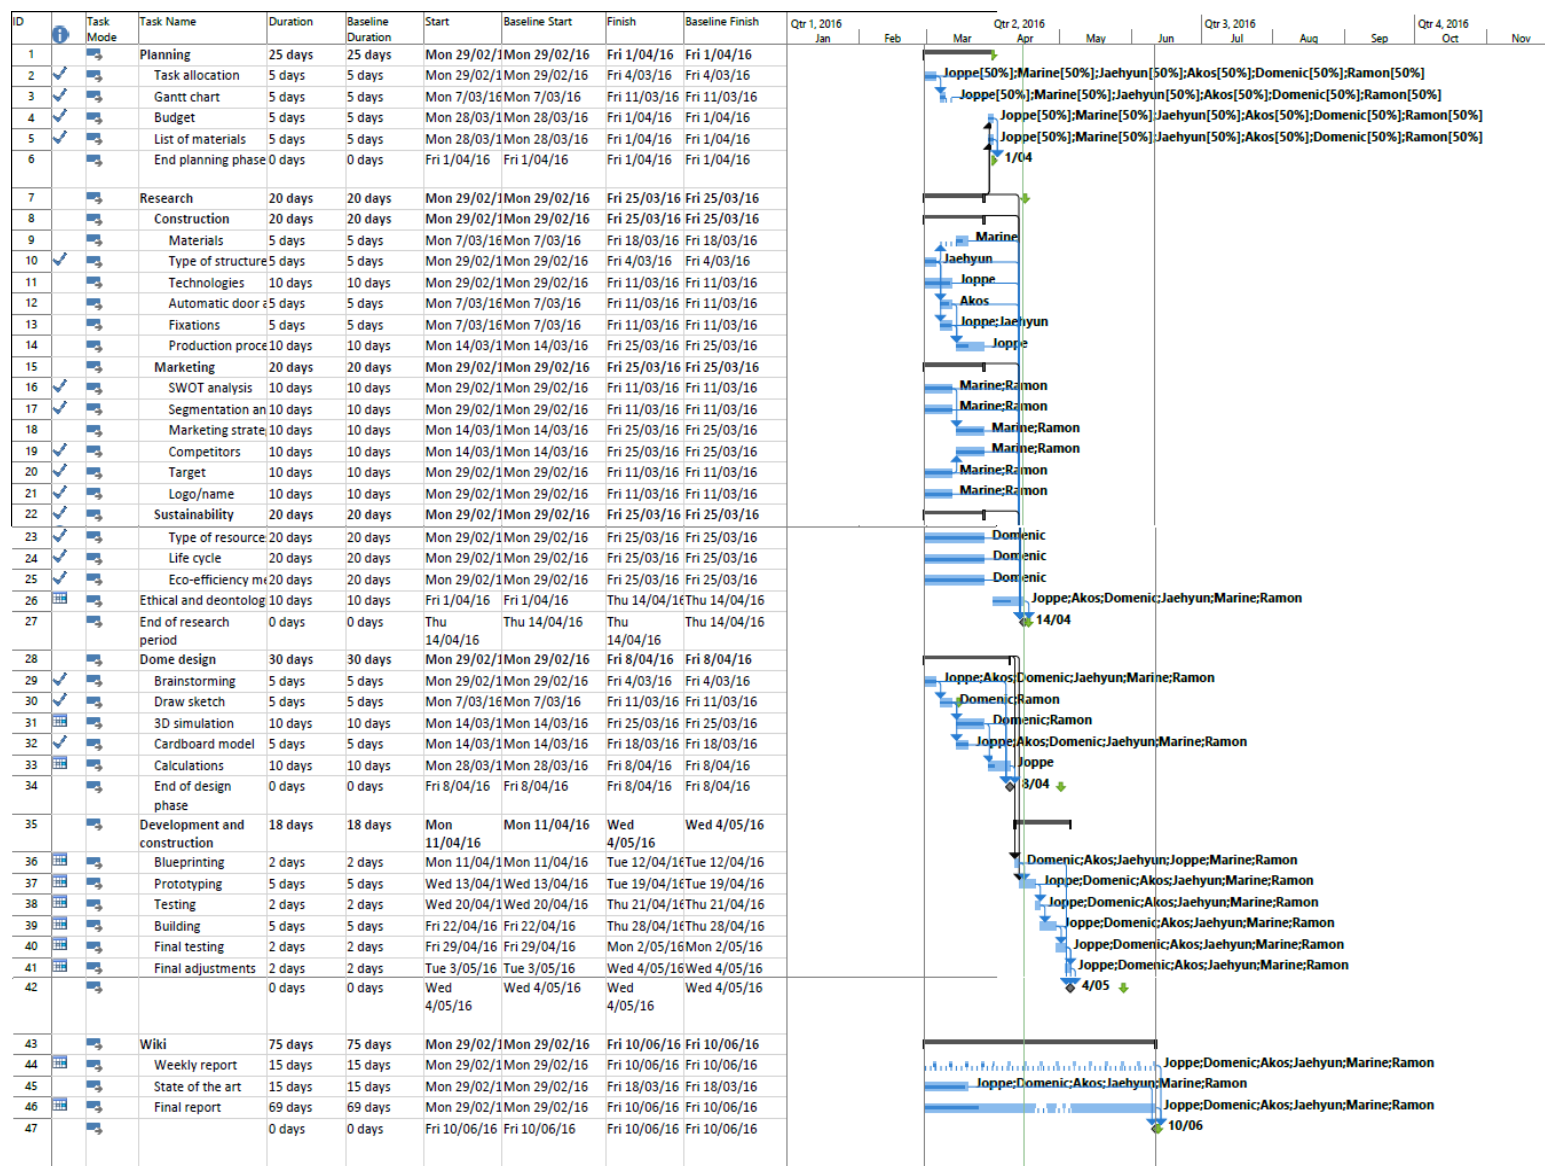 ID Task Mode Task Name Duration Baseline Duration Start Baseline Start Finish Baseline Finish Qtr 1, 2016 Qtr 2, 2016 Qtr 3, 2016 Qtr 4, 2016
Jan Feb Mar Apr May Jun Jul Aug Sep Oct Nov
1 Planning 25 days 25 days Mon 29/02/1 Mon 29/02/16 Fri 1/04/16 Fri 1/04/16
2 Task allocation 5 days 5 days Mon 29/02/1 Mon 29/02/16 Fri 4/03/16 Fri 4/03/16 Joppe[50%];Marine[50%];Jaehyun[50%];Akos[50%];Domenic[50%];Ramon[50%]
3 Gantt chart 5 days 5 days Mon 7/03/16 Mon 7/03/16 Fri 11/03/16 Fri 11/03/16 Joppe[50%];Marine[50%];Jaehyun[50%];Akos[50%];Domenic[50%];Ramon[50%]
4 Budget 5 days 5 days Mon 28/03/1 Mon 28/03/16 Fri 1/04/16 Fri 1/04/16 Joppe[50%];Marine[50%];Jaehyun[50%];Akos[50%];Domenic[50%];Ramon[50%]
5 List of materials 5 days 5 days Mon 28/03/1 Mon 28/03/16 Fri 1/04/16 Fri 1/04/16 Joppe[50%];Marine[50%];Jaehyun[50%];Akos[50%];Domenic[50%];Ramon[50%]
6 End planning phase 0 days 0 days Fri 1/04/16 Fri 1/04/16 Fri 1/04/16 Fri 1/04/16 1/04
7 Research 20 days 20 days Mon 29/02/1 Mon 29/02/16 Fri 25/03/16 Fri 25/03/16
8 Construction 20 days 20 days Mon 29/02/1 Mon 29/02/16 Fri 25/03/16 Fri 25/03/16
9 Materials 5 days 5 days Mon 7/03/16 Mon 7/03/16 Fri 18/03/16 Fri 18/03/16 Marine
10 Type of structure 5 days 5 days Mon 29/02/1 Mon 29/02/16 Fri 4/03/16 Fri 4/03/16 Jaehyun
11 Technologies 10 days 10 days Mon 29/02/1 Mon 29/02/16 Fri 11/03/16 Fri 11/03/16 Joppe
12 Automatic door a 5 days 5 days Mon 7/03/16 Mon 7/03/16 Fri 11/03/16 Fri 11/03/16 Akos
13 Fixations 5 days 5 days Mon 7/03/16 Mon 7/03/16 Fri 11/03/16 Fri 11/03/16 Joppe;Jaehyun
14 Production proce 10 days 10 days Mon 14/03/1 Mon 14/03/16 Fri 25/03/16 Fri 25/03/16 Joppe
15 Marketing 20 days 20 days Mon 29/02/1 Mon 29/02/16 Fri 25/03/16 Fri 25/03/16
16 SWOT analysis 10 days 10 days Mon 29/02/1 Mon 29/02/16 Fri 11/03/16 Fri 11/03/16 Marine;Ramon
17 Segmentation an 10 days 10 days Mon 29/02/1 Mon 29/02/16 Fri 11/03/16 Fri 11/03/16 Marine;Ramon
18 Marketing strate 10 days 10 days Mon 14/03/1 Mon 14/03/16 Fri 25/03/16 Fri 25/03/16 Marine;Ramon
19 Competitors 10 days 10 days Mon 14/03/1 Mon 14/03/16 Fri 25/03/16 Fri 25/03/16 Marine;Ramon
20 Target 10 days 10 days Mon 29/02/1 Mon 29/02/16 Fri 11/03/16 Fri 11/03/16 Marine;Ramon
21 Logo/name 10 days 10 days Mon 29/02/1 Mon 29/02/16 Fri 11/03/16 Fri 11/03/16 Marine;Ramon
22 Sustainability 20 days 20 days Mon 29/02/1 Mon 29/02/16 Fri 25/03/16 Fri 25/03/16
23 Type of resource 20 days 20 days Mon 29/02/1 Mon 29/02/16 Fri 25/03/16 Fri 25/03/16 Domenic
24 Life cycle 20 days 20 days Mon 29/02/1 Mon 29/02/16 Fri 25/03/16 Fri 25/03/16 Domenic
25 Eco-efficiency me 20 days 20 days Mon 29/02/1 Mon 29/02/16 Fri 25/03/16 Fri 25/03/16 Domenic
26 Ethical and deontolog 10 days 10 days Fri 1/04/16 Fri 1/04/16 Thu 14/04/16 Thu 14/04/16 Joppe;Akos;Domenic;Jaehyun;Marine;Ramon
27 End of research period 0 days 0 days Thu 14/04/16 Thu 14/04/16 Thu 14/04/16 Thu 14/04/16 14/04
28 Dome design 30 days 30 days Mon 29/02/1 Mon 29/02/16 Fri 8/04/16 Fri 8/04/16
29 Brainstorming 5 days 5 days Mon 29/02/1 Mon 29/02/16 Fri 4/03/16 Fri 4/03/16 Joppe;Akos;Domenic;Jaehyun;Marine;Ramon
30 Draw sketch 5 days 5 days Mon 7/03/16 Mon 7/03/16 Fri 11/03/16 Fri 11/03/16 Domenic;Ramon
31 3D simulation 10 days 10 days Mon 14/03/1 Mon 14/03/16 Fri 25/03/16 Fri 25/03/16 Domenic;Ramon
32 Cardboard model 5 days 5 days Mon 14/03/1 Mon 14/03/16 Fri 18/03/16 Fri 18/03/16 Joppe;Akos;Domenic;Jaehyun;Marine;Ramon
33 Calculations 10 days 10 days Mon 28/03/1 Mon 28/03/16 Fri 8/04/16 Fri 8/04/16 Joppe
34 End of design phase 0 days 0 days Fri 8/04/16 Fri 8/04/16 Fri 8/04/16 Fri 8/04/16 8/04
35 Development and construction 18 days 18 days Mon 11/04/16 Mon 11/04/16 Wed 4/05/16 Wed 4/05/16
36 Blueprinting 2 days 2 days Mon 11/04/1 Mon 11/04/16 Tue 12/04/16 Tue 12/04/16 Domenic;Akos;Jaehyun;Joppe;Marine;Ramon
37 Prototyping 5 days 5 days Wed 13/04/1 Wed 13/04/16 Tue 19/04/16 Tue 19/04/16 Joppe;Domenic;Akos;Jaehyun;Marine;Ramon
38 Testing 2 days 2 days Wed 20/04/1 Wed 20/04/16 Thu 21/04/16 Thu 21/04/16 Joppe;Domenic;Akos;Jaehyun;Marine;Ramon
39 Building 5 days 5 days Fri 22/04/16 Fri 22/04/16 Thu 28/04/16 Thu 28/04/16 Joppe;Domenic;Akos;Jaehyun;Marine;Ramon
40 Final testing 2 days 2 days Fri 29/04/16 Fri 29/04/16 Mon 2/05/16 Mon 2/05/16 Joppe;Domenic;Akos;Jaehyun;Marine;Ramon
41 Final adjustments 2 days 2 days Tue 3/05/16 Tue 3/05/16 Wed 4/05/16 Wed 4/05/16 Joppe;Domenic;Akos;Jaehyun;Marine;Ramon
42 0 days 0 days Wed 4/05/16 Wed 4/05/16 Wed 4/05/16 Wed 4/05/16 4/05
43 Wiki 75 days 75 days Mon 29/02/1 Mon 29/02/16 Fri 10/06/16 Fri 10/06/16
44 Weekly report 15 days 15 days Mon 29/02/1 Mon 29/02/16 Fri 10/06/16 Fri 10/06/16 Joppe;Domenic;Akos;Jaehyun;Marine;Ramon
45 State of the art 15 days 15 days Mon 29/02/1 Mon 29/02/16 Fri 18/03/16 Fri 18/03/16 Joppe;Domenic;Akos;Jaehyun;Marine;Ramon
46 Final report 69 days 69 days Mon 29/02/1 Mon 29/02/16 Fri 10/06/16 Fri 10/06/16 Joppe;Domenic;Akos;Jaehyun;Marine;Ramon
47 0 days 0 days Fri 10/06/16 Fri 10/06/16 Fri 10/06/16 Fri 10/06/16 10/06